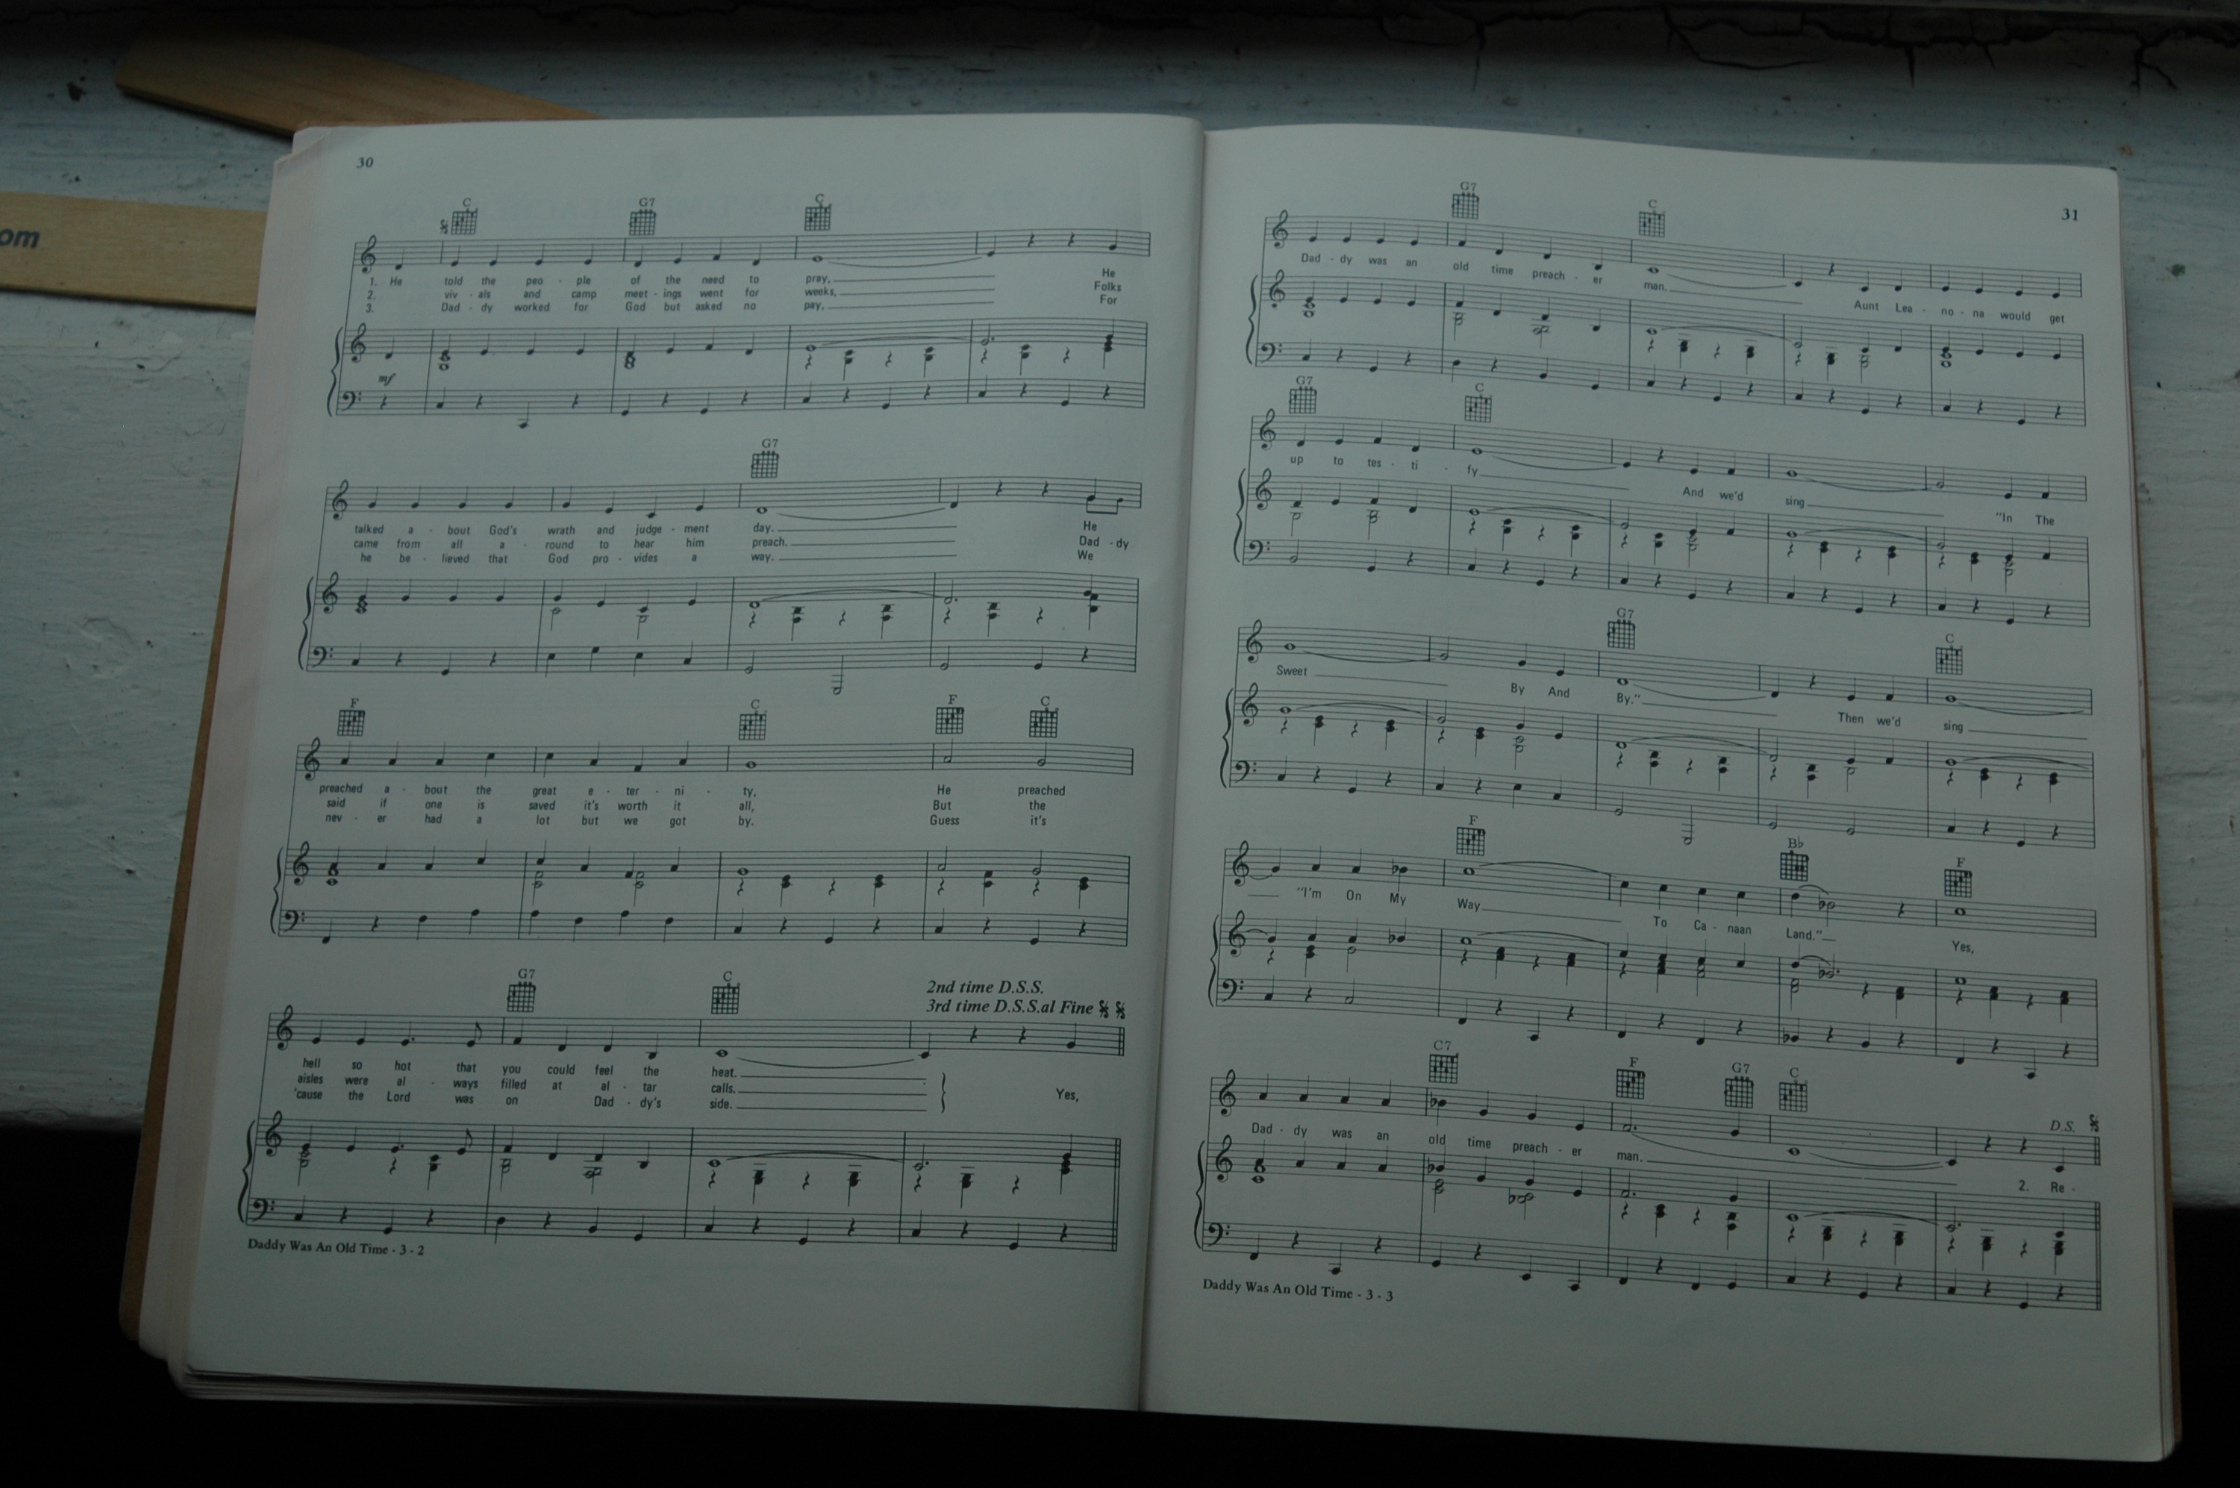 30
C
G7
C
1. He told the peo - ple of the need to pray, He
2. viv - als and camp meet - ings went for weeks, Folks
3. Dad - dy worked for God but asked no pay, For
mf
G7
talked a - bout God's wrath and judge - ment day. He
came from all a - round to hear him preach. Dad - dy
he be - lieved that God pro - vides a way. We
F
C
F
C
preached a - bout the great e - ter - ni - ty, He preached
said if one is saved it's worth it all, But the
nev - er had a lot but we got by. Guess it's
2nd time D.S.S.
3rd time D.S.S.al Fine
G7
C
hell so hot that you could feel the heat. Yes,
aisles were al - ways filled at al - tar calls.
'cause the Lord was on Dad - dy's side.
Daddy Was An Old Time - 3 - 2
31
G7
C
Dad - dy was an old time preach - er man. Aunt Lea - no - na would get
G7
C
up to tes - ti - fy And we'd sing "In The
G7
C
Sweet By And By." Then we'd sing
F
B♭
F
"I'm On My Way To Ca - naan Land." Yes,
C7
F
G7
C
D.S.
Dad - dy was an old time preach - er man. 2. Re -
Daddy Was An Old Time - 3 - 3
om